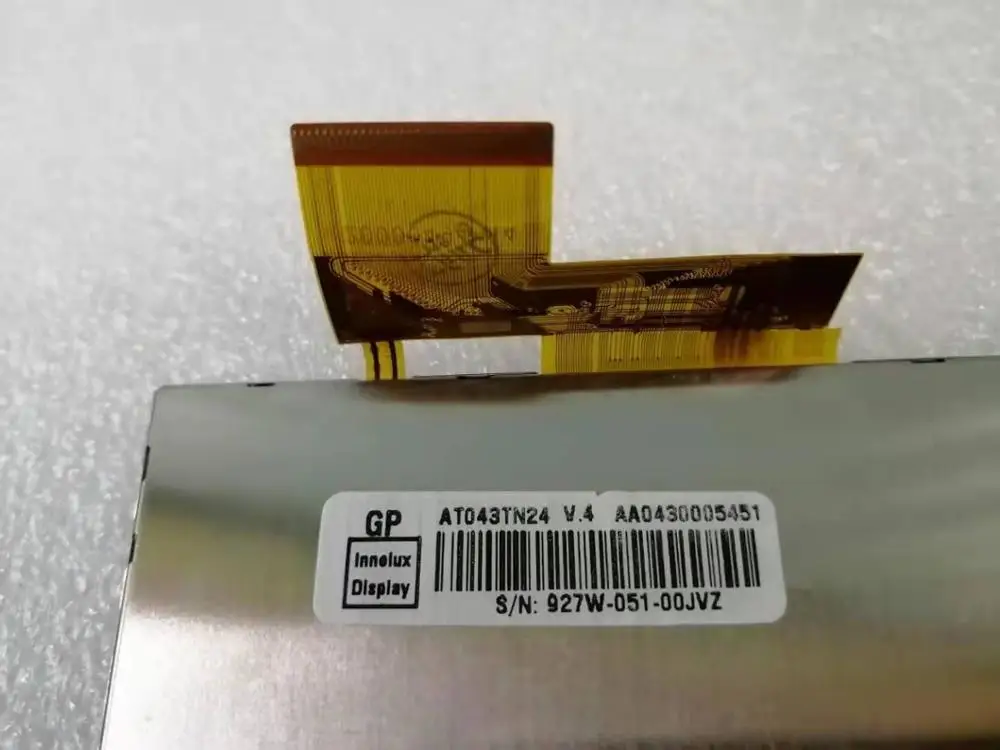 GP
Innolux
Display
AT043TN24 V.4 AA0430005451
S/N: 927W-051-00JVZ